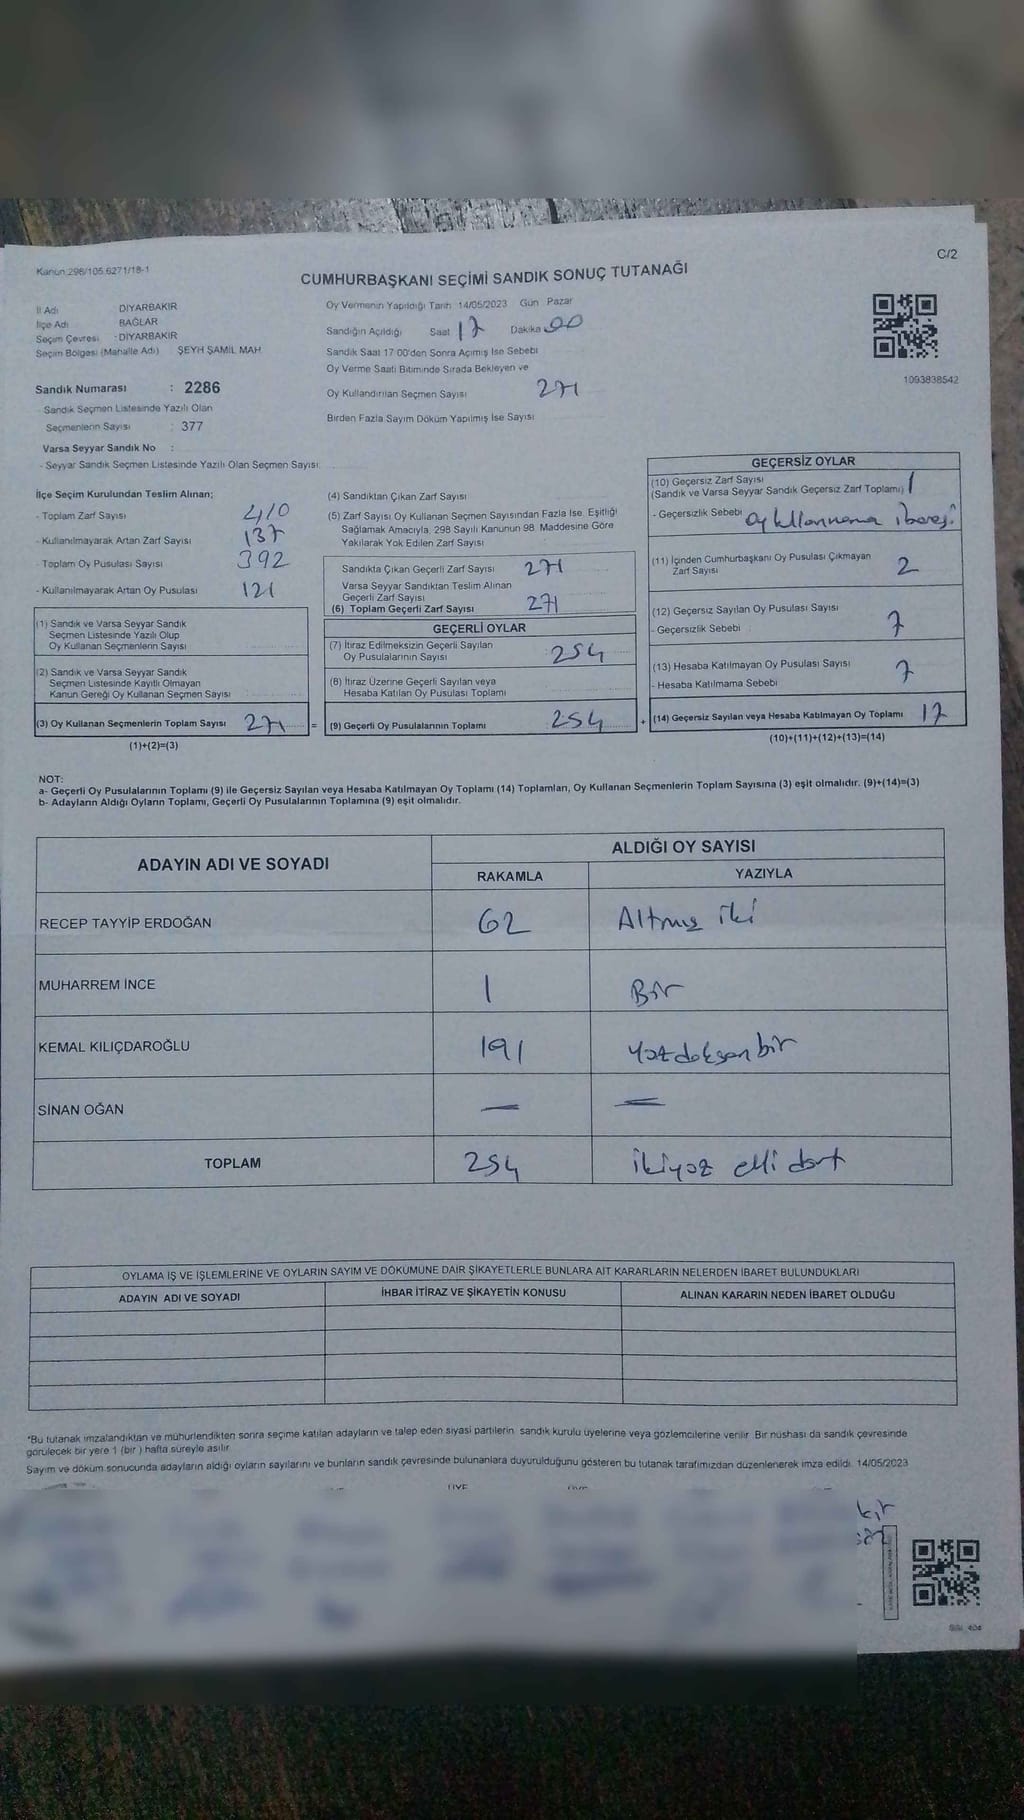 Kanun:298/105,6271/18-1
C/2
CUMHURBAŞKANI SEÇİMİ SANDIK SONUÇ TUTANAĞI
İl Adı DİYARBAKIR
İlçe Adı BAĞLAR
Seçim Çevresi DİYARBAKIR
Seçim Bölgesi (Mahalle Adı) ŞEYH ŞAMİL MAH
Sandık Numarası : 2286
Sandık Seçmen Listesinde Yazılı Olan
Seçmenlerin Sayısı : 377
Varsa Seyyar Sandık No :
- Seyyar Sandık Seçmen Listesinde Yazılı Olan Seçmen Sayısı
Oy Vermenin Yapıldığı Tarih 14/05/2023 Gün Pazar
Sandığın Açıldığı Saat 17 Dakika 00
Sandık Saat 17 00'den Sonra Açılmış İse Sebebi
Oy Verme Saati Bitiminde Sırada Bekleyen ve
Oy Kullandırılan Seçmen Sayısı 271
Birden Fazla Sayım Döküm Yapılmış İse Sayısı
1093838542
İlçe Seçim Kurulundan Teslim Alınan;
- Toplam Zarf Sayısı 410
- Kullanılmayarak Artan Zarf Sayısı 137
- Toplam Oy Pusulası Sayısı 392
- Kullanılmayarak Artan Oy Pusulası 121
(1) Sandık ve Varsa Seyyar Sandık
Seçmen Listesinde Yazılı Olup
Oy Kullanan Seçmenlerin Sayısı
(2) Sandık ve Varsa Seyyar Sandık
Seçmen Listesinde Kayıtlı Olmayan
Kanun Gereği Oy Kullanan Seçmen Sayısı
(3) Oy Kullanan Seçmenlerin Toplam Sayısı 271 =
(1)+(2)=(3)
(4) Sandıktan Çıkan Zarf Sayısı
(5) Zarf Sayısı Oy Kullanan Seçmen Sayısından Fazla İse, Eşitliği
Sağlamak Amacıyla, 298 Sayılı Kanunun 98. Maddesine Göre
Yakılarak Yok Edilen Zarf Sayısı
Sandıkta Çıkan Geçerli Zarf Sayısı 271
Varsa Seyyar Sandıktan Teslim Alınan
Geçerli Zarf Sayısı
(6) Toplam Geçerli Zarf Sayısı 271
GEÇERLİ OYLAR
(7) İtiraz Edilmeksizin Geçerli Sayılan
Oy Pusulalarının Sayısı 254
(8) İtiraz Üzerine Geçerli Sayılan veya
Hesaba Katılan Oy Pusulası Toplamı
(9) Geçerli Oy Pusulalarının Toplamı 254 +
GEÇERSİZ OYLAR
(10) Geçersiz Zarf Sayısı
(Sandık ve Varsa Seyyar Sandık Geçersiz Zarf Toplamı) 1
- Geçersizlik Sebebi oy kullanmama ibaresi
(11) İçinden Cumhurbaşkanı Oy Pusulası Çıkmayan
Zarf Sayısı 2
(12) Geçersiz Sayılan Oy Pusulası Sayısı 7
- Geçersizlik Sebebi
(13) Hesaba Katılmayan Oy Pusulası Sayısı 7
- Hesaba Katılmama Sebebi
(14) Geçersiz Sayılan veya Hesaba Katılmayan Oy Toplamı 17
(10)+(11)+(12)+(13)=(14)
NOT:
a- Geçerli Oy Pusulalarının Toplamı (9) ile Geçersiz Sayılan veya Hesaba Katılmayan Oy Toplamı (14) Toplamları, Oy Kullanan Seçmenlerin Toplam Sayısına (3) eşit olmalıdır. (9)+(14)=(3)
b- Adayların Aldığı Oyların Toplamı, Geçerli Oy Pusulalarının Toplamına (9) eşit olmalıdır.
ADAYIN ADI VE SOYADI
ALDIĞI OY SAYISI
RAKAMLA YAZIYLA
RECEP TAYYİP ERDOĞAN 62 Altmış iki
MUHARREM İNCE 1 Bir
KEMAL KILIÇDAROĞLU 191 Yüzdoksan bir
SİNAN OĞAN — —
TOPLAM 254 ikiyüz elli dört
OYLAMA İŞ VE İŞLEMLERİNE VE OYLARIN SAYIM VE DÖKÜMÜNE DAİR ŞİKAYETLERLE BUNLARA AİT KARARLARIN NELERDEN İBARET BULUNDUKLARI
ADAYIN ADI VE SOYADI İHBAR İTİRAZ VE ŞİKAYETİN KONUSU ALINAN KARARIN NEDEN İBARET OLDUĞU
*Bu tutanak imzalandıktan ve mühürlendikten sonra seçime katılan adayların ve talep eden siyasi partilerin sandık kurulu üyelerine veya gözlemcilerine verilir. Bir nüshası da sandık çevresinde
görülecek bir yere 1 (bir) hafta süreyle asılır
Sayım ve döküm sonucunda adayların aldığı oyların sayılarını ve bunların sandık çevresinde bulunanlara duyurulduğunu gösteren bu tutanak tarafımızdan düzenlenerek imza edildi. 14/05/2023